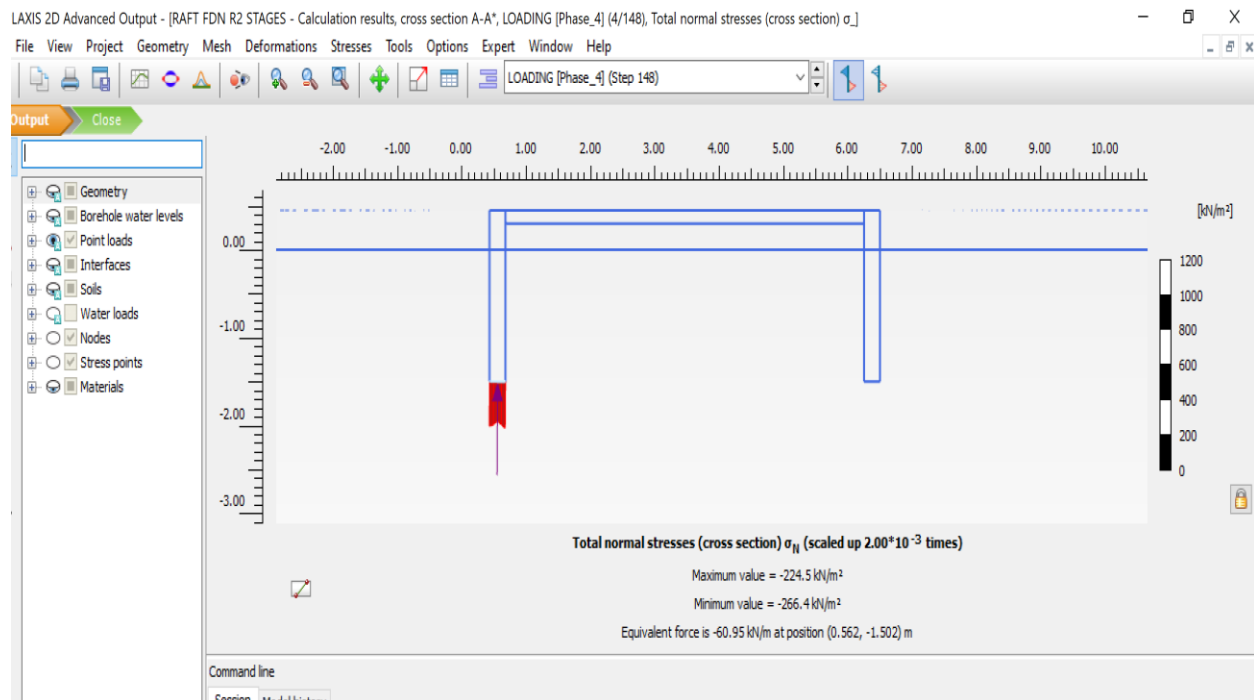 LAXIS 2D Advanced Output - [RAFT FDN R2 STAGES - Calculation results, cross section A-A*, LOADING [Phase_4] (4/148), Total normal stresses (cross section) σ_]
File View Project Geometry Mesh Deformations Stresses Tools Options Expert Window Help
LOADING [Phase_4] (Step 148)
Output Close
-2.00 -1.00 0.00 1.00 2.00 3.00 4.00 5.00 6.00 7.00 8.00 9.00 10.00
Geometry
Borehole water levels
Point loads
Interfaces
Soils
Water loads
Nodes
Stress points
Materials
0.00
-1.00
-2.00
-3.00
[kN/m²]
1200
1000
800
600
400
200
0
Total normal stresses (cross section) σN (scaled up 2.00*10⁻³ times)
Maximum value = -224.5 kN/m²
Minimum value = -266.4 kN/m²
Equivalent force is -60.95 kN/m at position (0.562, -1.502) m
Command line
Session Model history